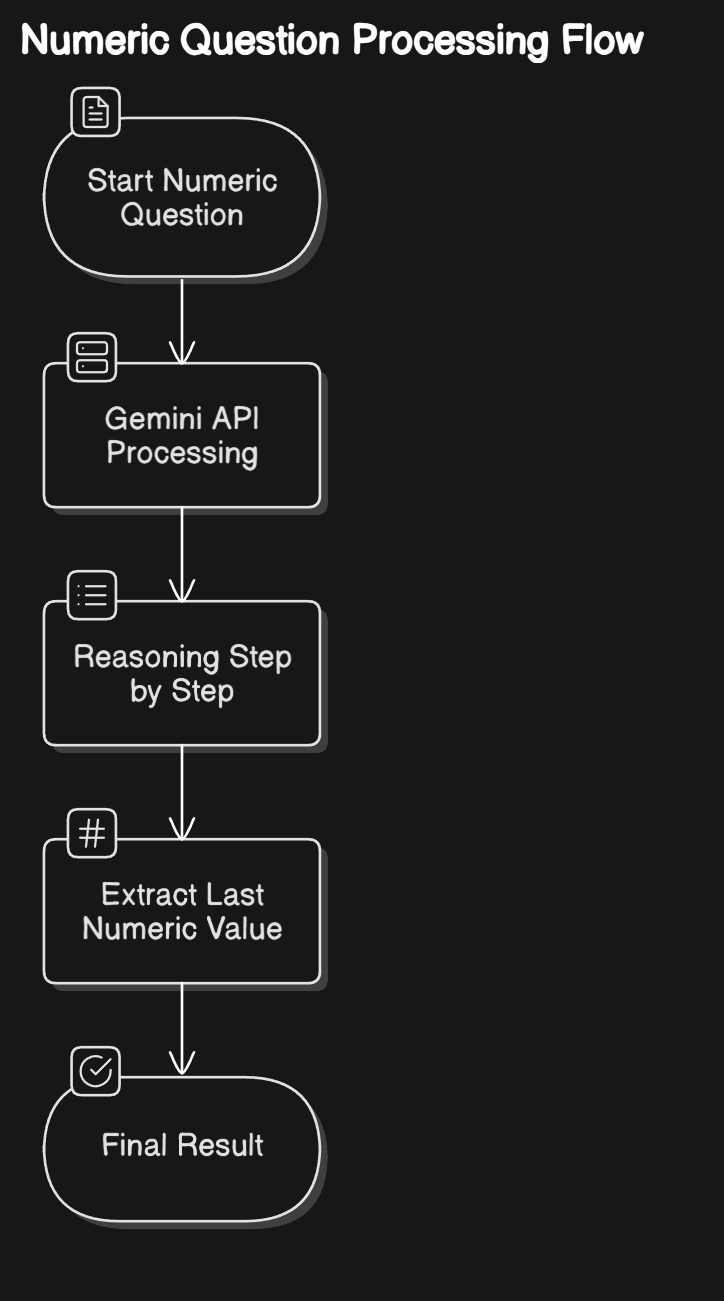 Numeric Question Processing Flow
Start Numeric
Question
Gemini API
Processing
Reasoning Step
by Step
#
Extract Last
Numeric Value
Final Result